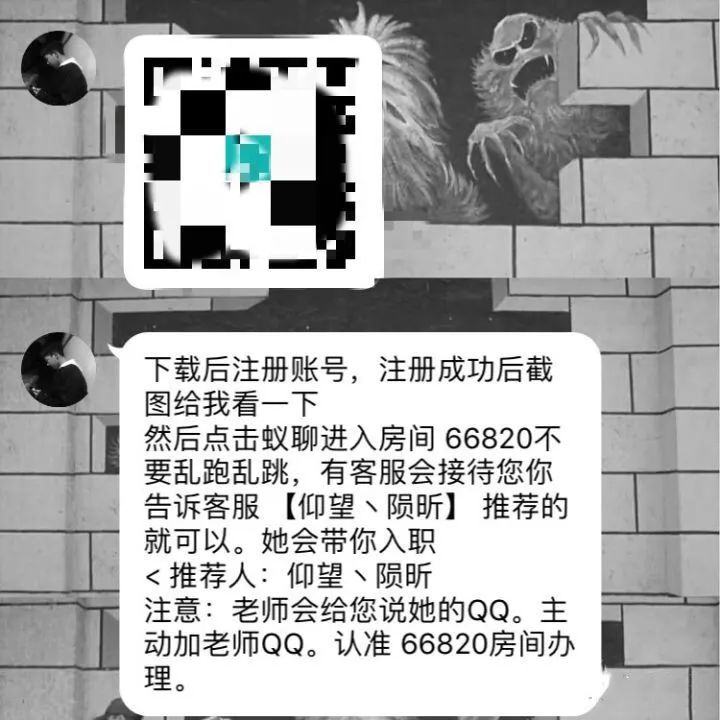 下载后注册账号，注册成功后截
图给我看一下
然后点击蚁聊进入房间 66820不
要乱跑乱跳，有客服会接待您你
告诉客服 【仰望丶陨昕】 推荐的
就可以。她会带你入职
< 推荐人：仰望丶陨昕
注意：老师会给您说她的QQ。主
动加老师QQ。认准 66820房间办
理。